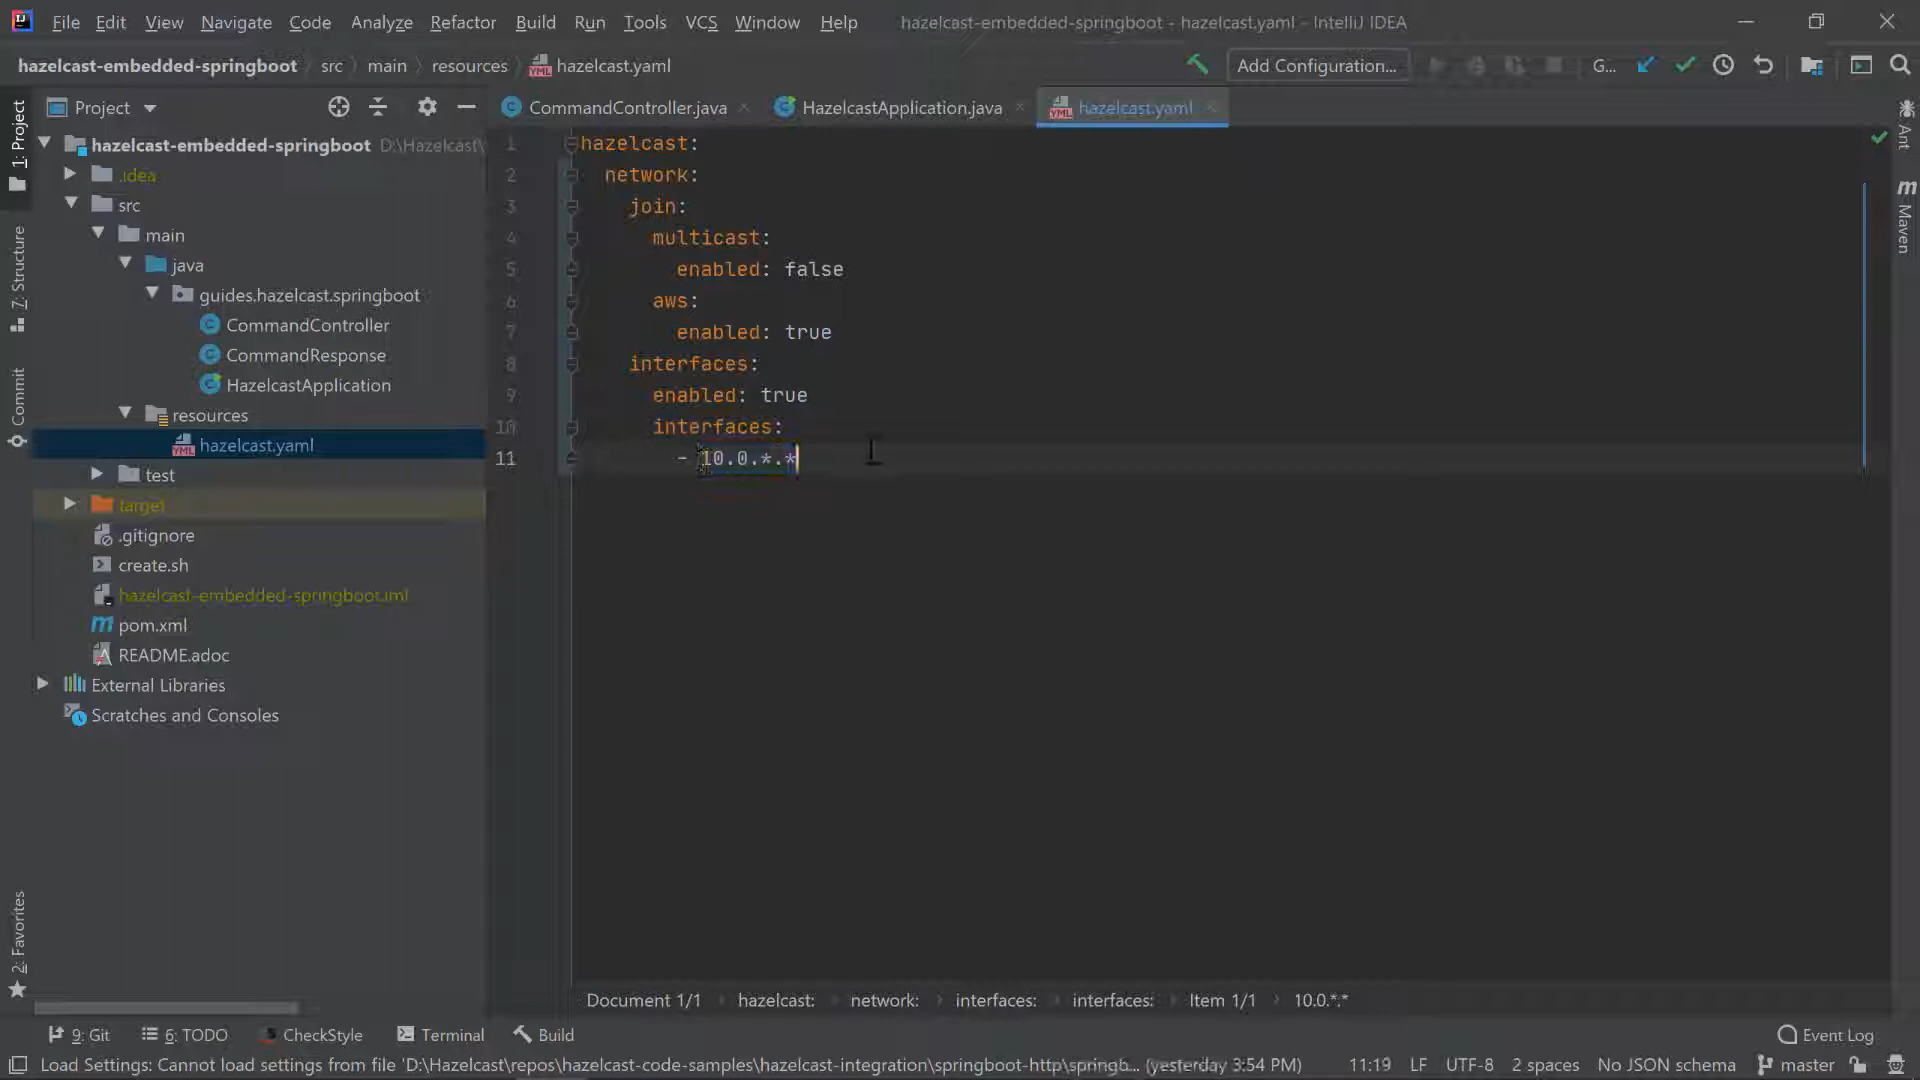 File Edit View Navigate Code Analyze Refactor Build Run Tools VCS Window Help hazelcast-embedded-springboot - hazelcast.yaml - IntelliJ IDEA
hazelcast-embedded-springboot src main resources hazelcast.yaml Add Configuration... G...
Project CommandController.java HazelcastApplication.java hazelcast.yaml
1: Project
7: Structure
Commit
2: Favorites
hazelcast-embedded-springboot D:\Hazelcast\
.idea
src
main
java
guides.hazelcast.springboot
CommandController
CommandResponse
HazelcastApplication
resources
hazelcast.yaml
test
target
.gitignore
create.sh
hazelcast-embedded-springboot.iml
pom.xml
README.adoc
External Libraries
Scratches and Consoles
1 hazelcast:
2 network:
3 join:
4 multicast:
5 enabled: false
6 aws:
7 enabled: true
8 interfaces:
9 enabled: true
10 interfaces:
11 - 10.0.*.*
Ant
Maven
Document 1/1 hazelcast: network: interfaces: interfaces: Item 1/1 10.0.*.*
9: Git 6: TODO CheckStyle Terminal Build Event Log
Load Settings: Cannot load settings from file 'D:\Hazelcast\repos\hazelcast-code-samples\hazelcast-integration\springboot-http\springb... (yesterday 3:54 PM) 11:19 LF UTF-8 2 spaces No JSON schema master